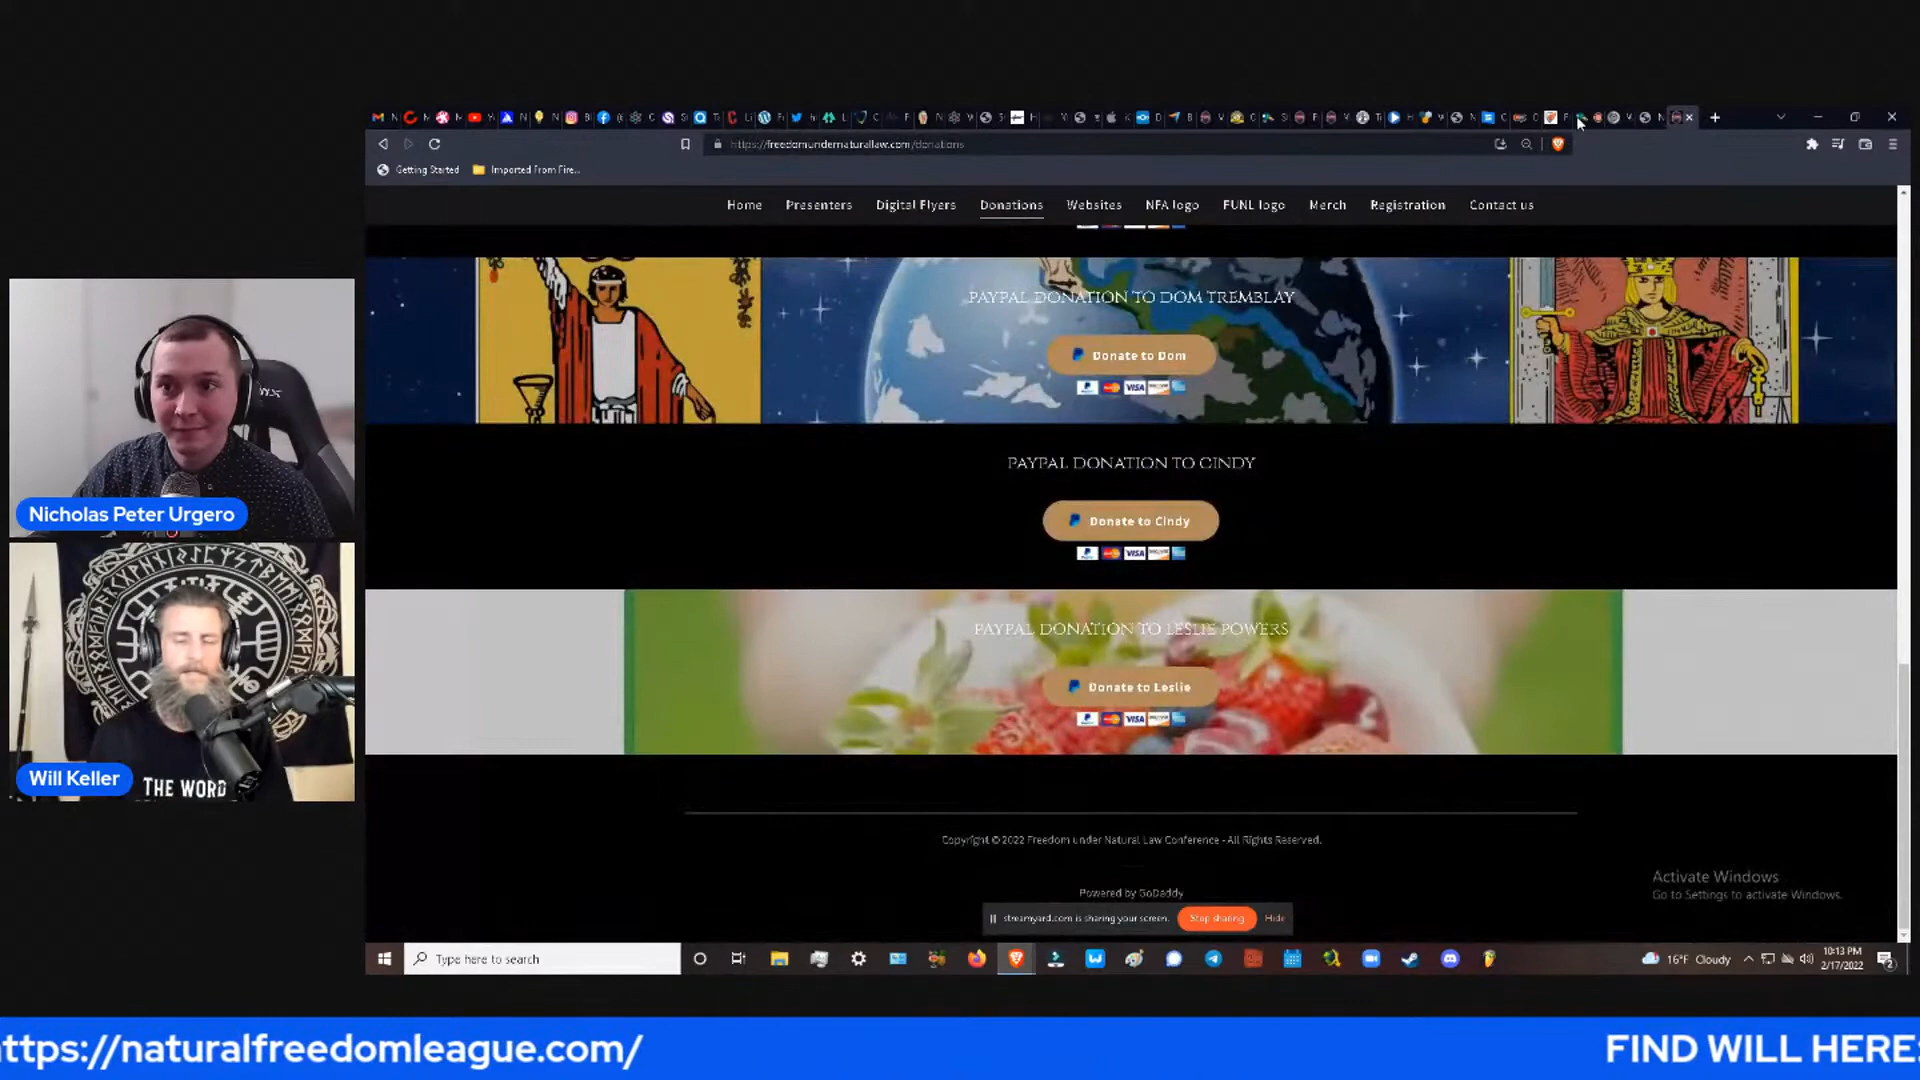 https://freedomundernaturallaw.com/donations
Getting Started
Imported From Fire...
Home Presenters Digital Flyers Donations Websites NFA logo FUNL logo Merch Registration Contact us
PAYPAL DONATION TO DOM TREMBLAY
Donate to Dom
VISA
PAYPAL DONATION TO CINDY
Donate to Cindy
VISA
PAYPAL DONATION TO LESLIE POWERS
Donate to Leslie
VISA
Copyright © 2022 Freedom under Natural Law Conference - All Rights Reserved.
Powered by GoDaddy
Activate Windows
Go to Settings to activate Windows.
streamyard.com is sharing your screen. Stop sharing Hide
Type here to search
16°F Cloudy
10:13 PM
2/17/2022
2
Nicholas Peter Urgero
THE WORD
Will Keller
ttps://naturalfreedomleague.com/
FIND WILL HERE: